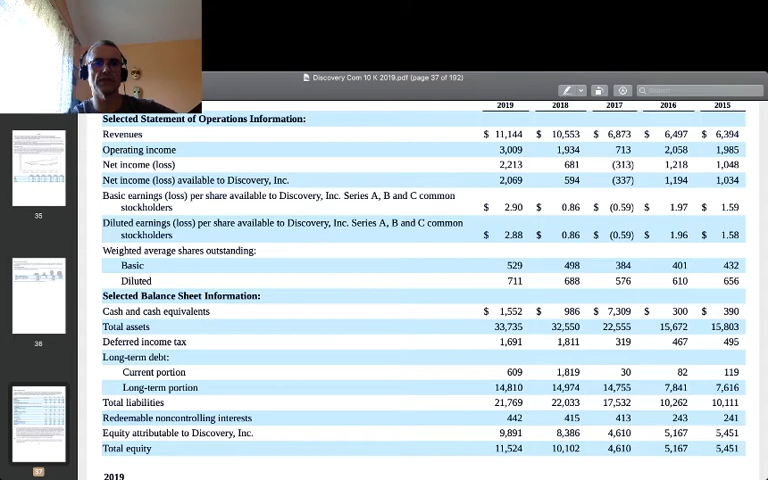 Discovery Com 10 K 2019.pdf (page 37 of 192)
Search
2019 2018 2017 2016 2015
Selected Statement of Operations Information:
Revenues $ 11,144 $ 10,553 $ 6,873 $ 6,497 $ 6,394
Operating income 3,009 1,934 713 2,058 1,985
Net income (loss) 2,213 681 (313) 1,218 1,048
Net income (loss) available to Discovery, Inc. 2,069 594 (337) 1,194 1,034
Basic earnings (loss) per share available to Discovery, Inc. Series A, B and C common
stockholders $ 2.90 $ 0.86 $ (0.59) $ 1.97 $ 1.59
Diluted earnings (loss) per share available to Discovery, Inc. Series A, B and C common
stockholders $ 2.88 $ 0.86 $ (0.59) $ 1.96 $ 1.58
Weighted average shares outstanding:
Basic 529 498 384 401 432
Diluted 711 688 576 610 656
Selected Balance Sheet Information:
Cash and cash equivalents $ 1,552 $ 986 $ 7,309 $ 300 $ 390
Total assets 33,735 32,550 22,555 15,672 15,803
Deferred income tax 1,691 1,811 319 467 495
Long-term debt:
Current portion 609 1,819 30 82 119
Long-term portion 14,810 14,974 14,755 7,841 7,616
Total liabilities 21,769 22,033 17,532 10,262 10,111
Redeemable noncontrolling interests 442 415 413 243 241
Equity attributable to Discovery, Inc. 9,891 8,386 4,610 5,167 5,451
Total equity 11,524 10,102 4,610 5,167 5,451
2019
35
36
37